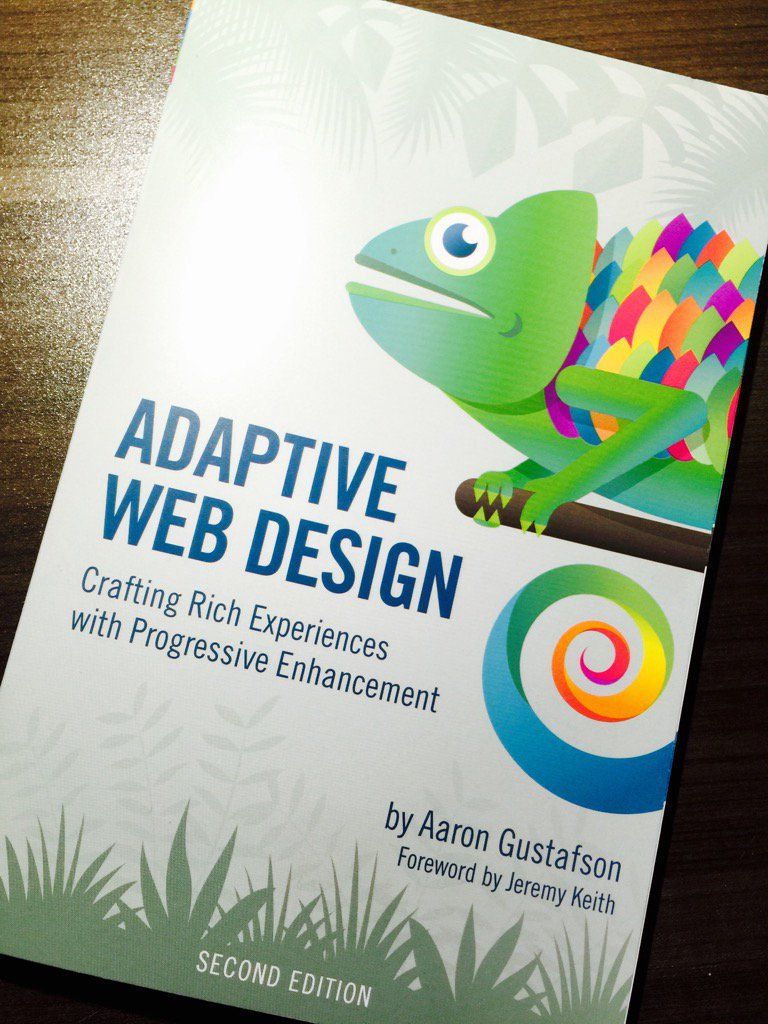 ADAPTIVE
WEB DESIGN
Crafting Rich Experiences
with Progressive Enhancement
by Aaron Gustafson
Foreword by Jeremy Keith
SECOND EDITION